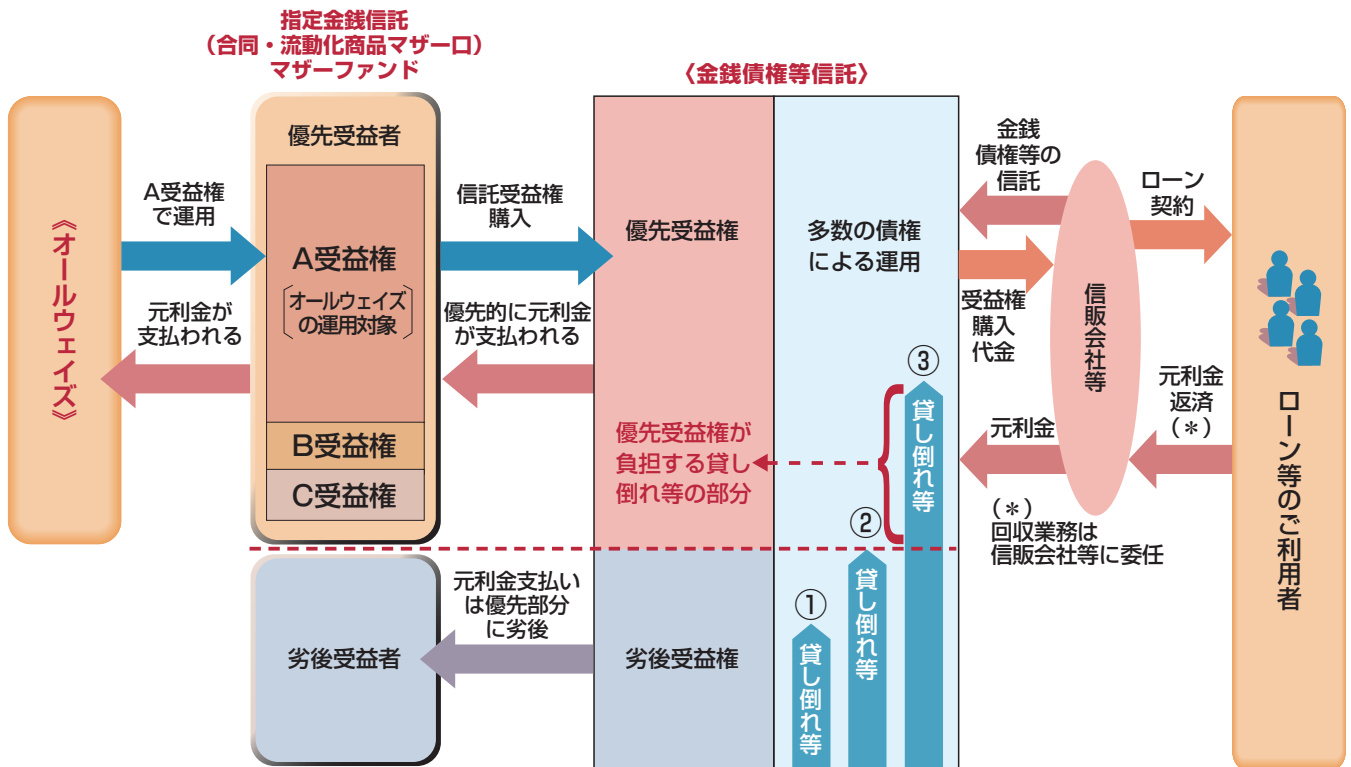 指定金銭信託
（合同・流動化商品マザー口）
マザーファンド
〈金銭債権等信託〉
《オールウェイズ》
A受益権
で運用
元利金が
支払われる
優先受益者
A受益権
オールウェイズ
の運用対象
B受益権
C受益権
信託受益権
購入
優先的に元利金
が支払われる
優先受益権
多数の債権
による運用
優先受益権が
負担する貸し
倒れ等の部分
金銭
債権等の
信託
受益権
購入
代金
元利金
（＊）
回収業務は
信販会社等に委任
信販会社等
ローン
契約
元利金
返済
（＊）
ローン等のご利用者
劣後受益者
元利金支払い
は優先部分
に劣後
劣後受益権
①
貸し倒れ等
②
貸し倒れ等
③
貸し倒れ等